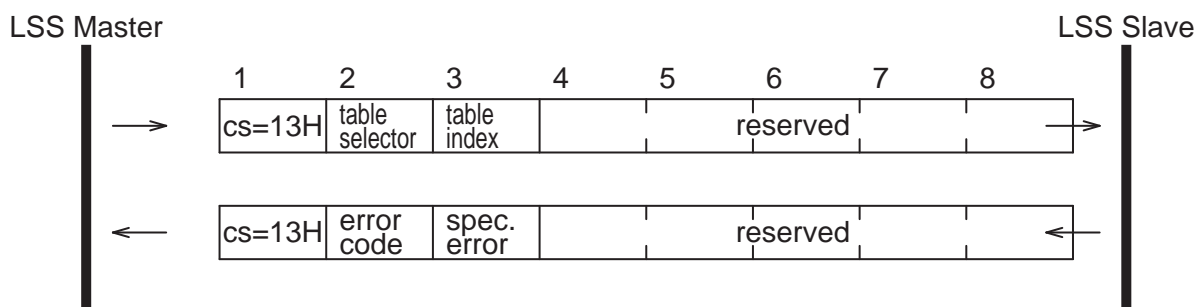 LSS Master
LSS Slave
1 2 3 4 5 6 7 8
cs=13H
table
selector
table
index
reserved
cs=13H
error
code
spec.
error
reserved